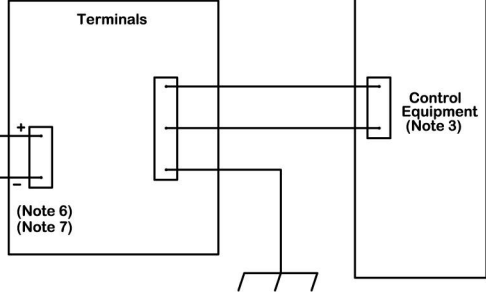 Terminals
+
–
(Note 6)
(Note 7)
Control
Equipment
(Note 3)